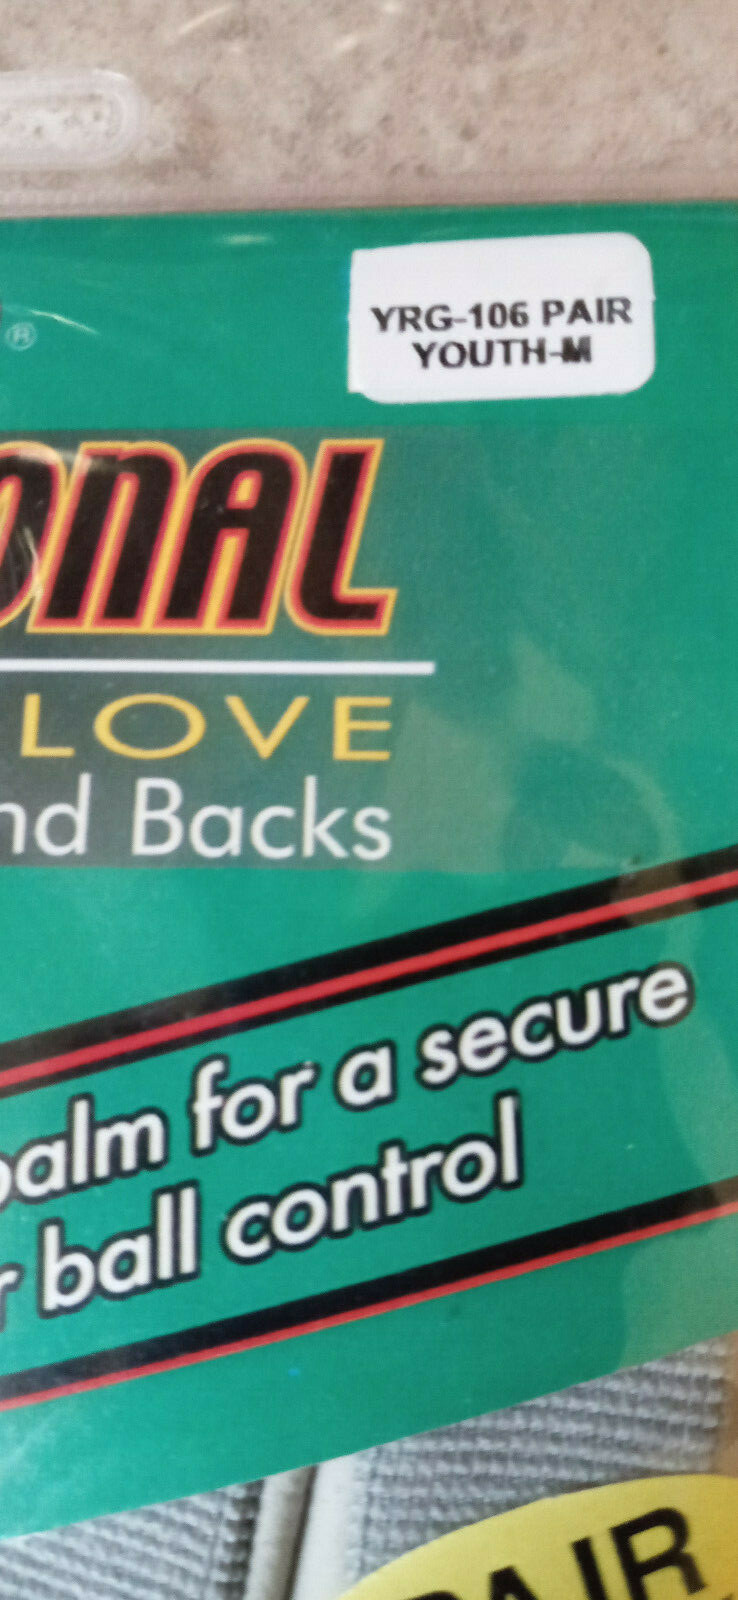 ®
YRG-106 PAIR
YOUTH-M
ONAL
LOVE
nd Backs
palm for a secure
r ball control
PAIR